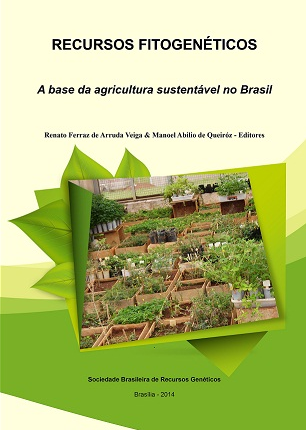 RECURSOS FITOGENÉTICOS
A base da agricultura sustentável no Brasil
Renato Ferraz de Arruda Veiga & Manoel Abilio de Queiróz - Editores
Sociedade Brasileira de Recursos Genéticos
Brasília - 2014